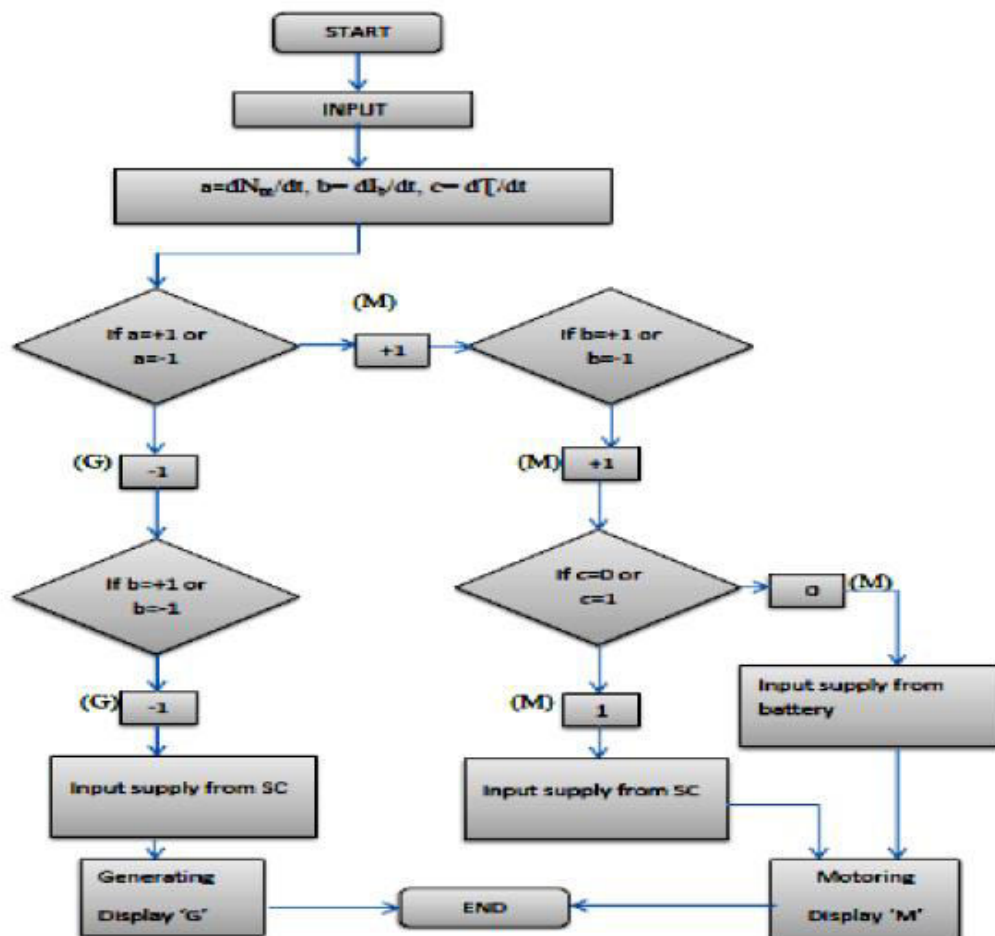 START
INPUT
a=dNm/dt, b= dIb/dt, c= dT/dt
(M)
If a=+1 or
a=-1
+1
If b=+1 or
b=-1
(G)
-1
(M)
+1
If b=+1 or
b=-1
If c=0 or
c=1
0
(M)
(G)
-1
(M)
1
Input supply from
battery
Input supply from SC
Input supply from SC
Generating
Display ‘G’
END
Motoring
Display ‘M’